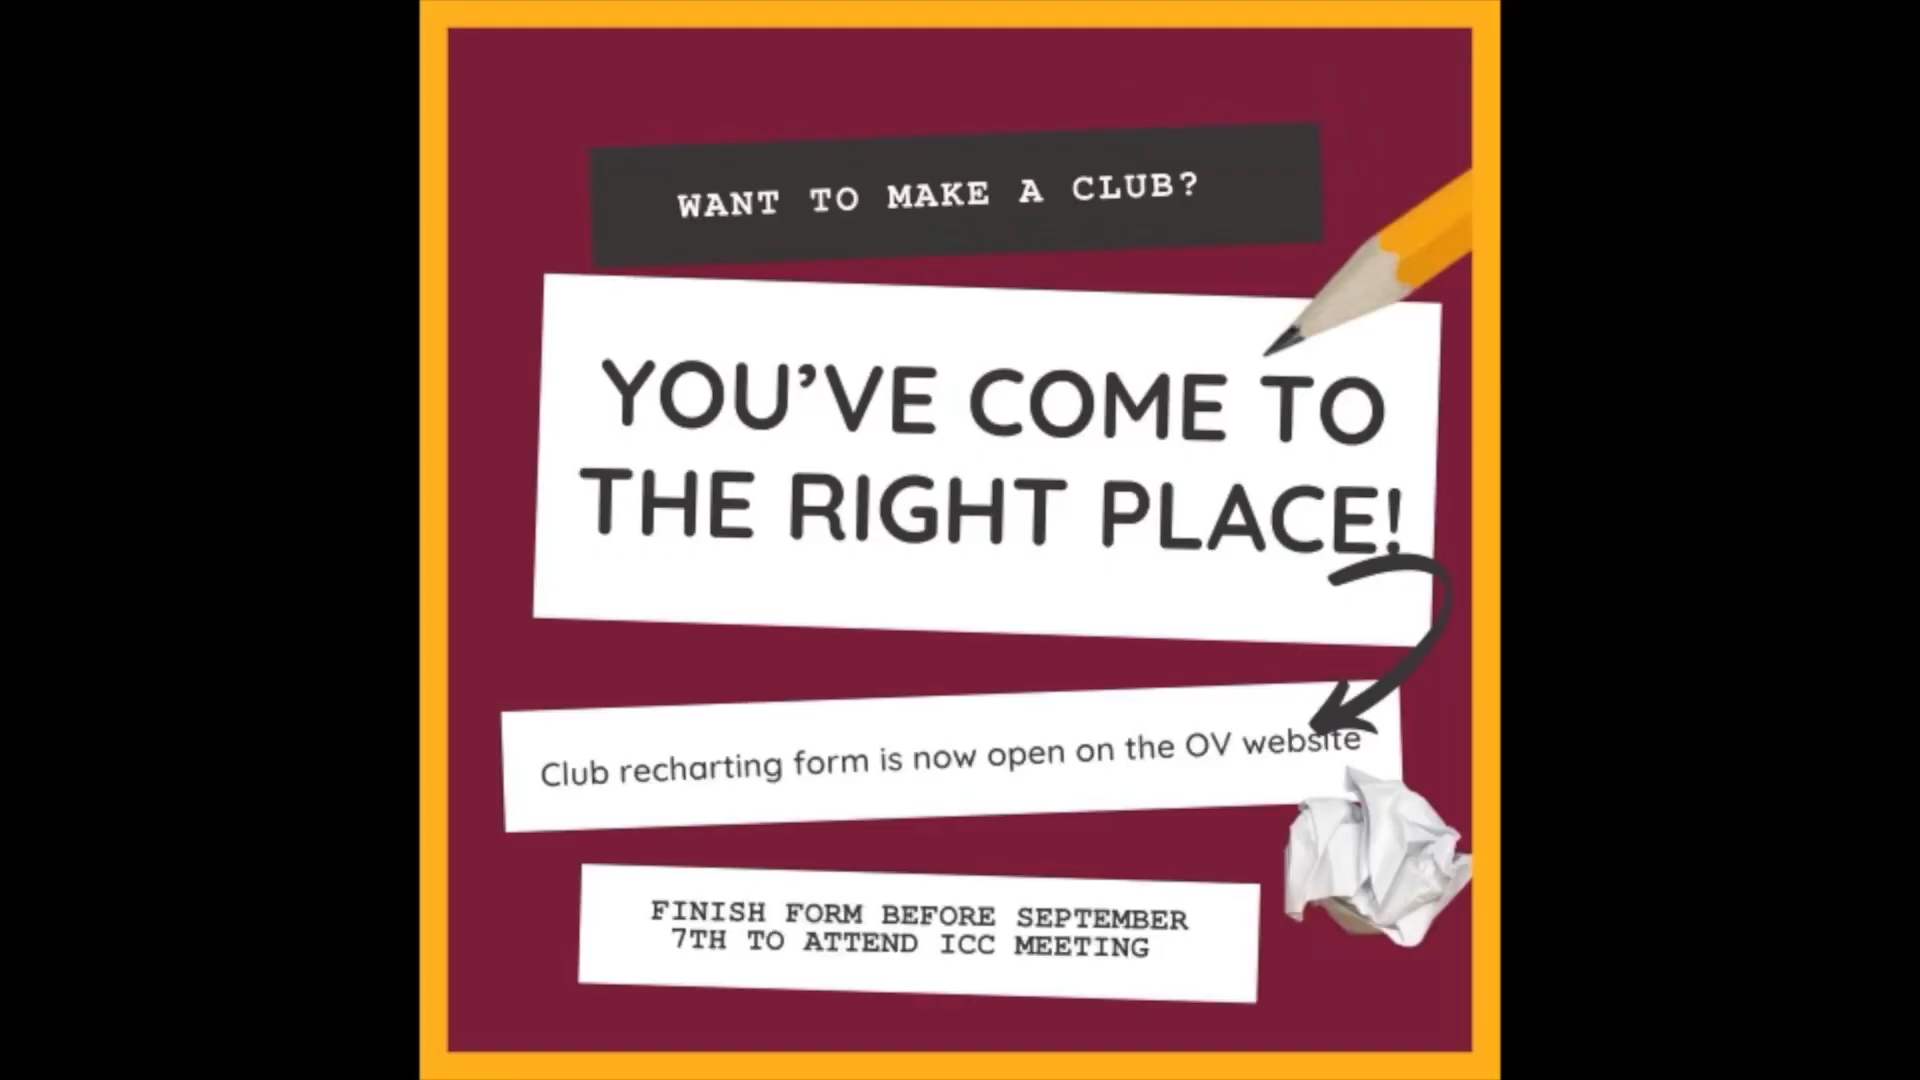 WANT TO MAKE A CLUB?
YOU’VE COME TO
THE RIGHT PLACE!
Club recharting form is now open on the OV website
FINISH FORM BEFORE SEPTEMBER
7TH TO ATTEND ICC MEETING